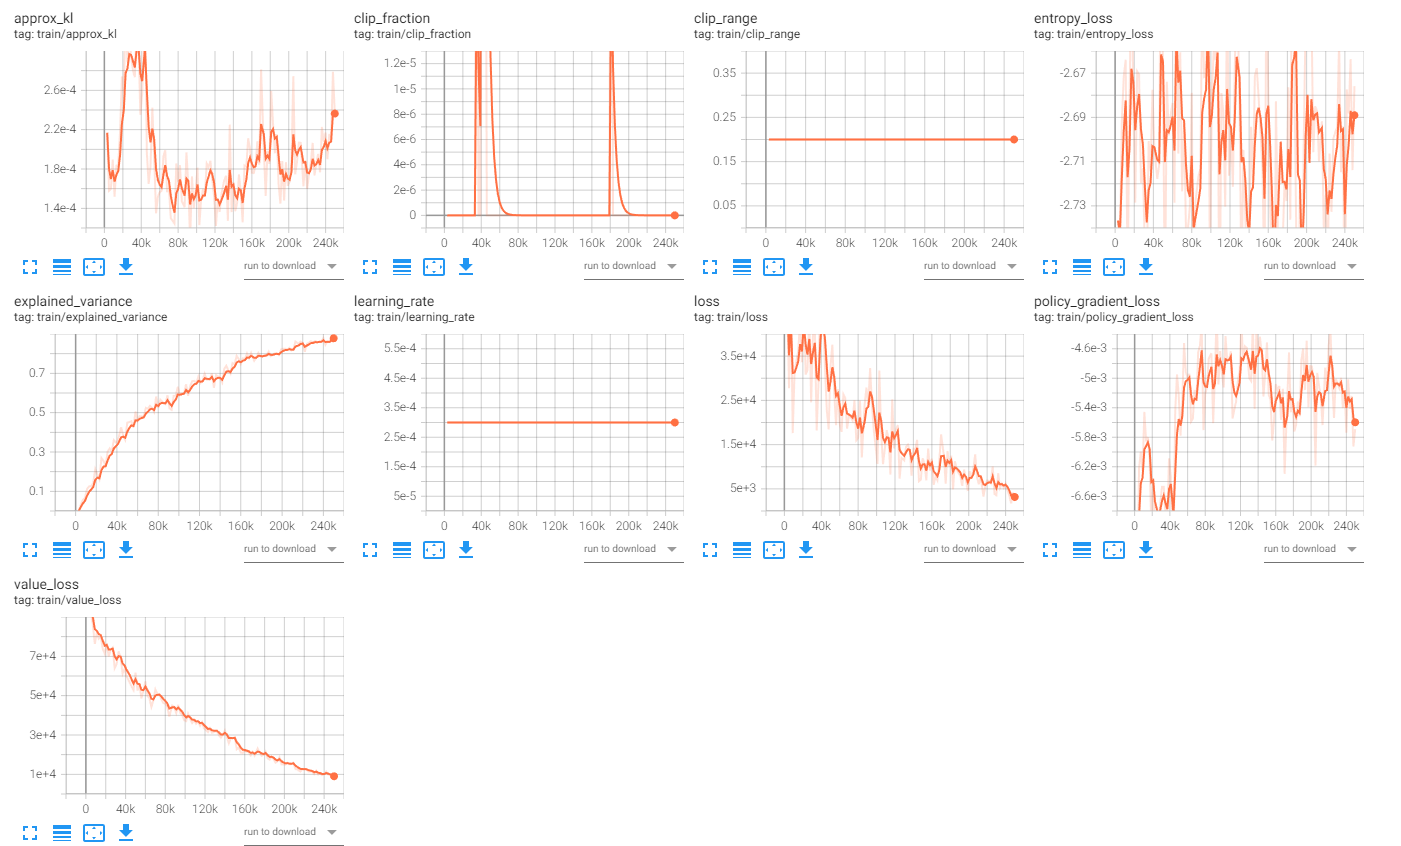 approx_kl
tag: train/approx_kl
2.6e-4
2.2e-4
1.8e-4
1.4e-4
0 40k 80k 120k 160k 200k 240k
run to download
clip_fraction
tag: train/clip_fraction
1.2e-5
1e-5
8e-6
6e-6
4e-6
2e-6
0
0 40k 80k 120k 160k 200k 240k
run to download
clip_range
tag: train/clip_range
0.35
0.25
0.15
0.05
0 40k 80k 120k 160k 200k 240k
run to download
entropy_loss
tag: train/entropy_loss
-2.67
-2.69
-2.71
-2.73
0 40k 80k 120k 160k 200k 240k
run to download
explained_variance
tag: train/explained_variance
0.7
0.5
0.3
0.1
0 40k 80k 120k 160k 200k 240k
run to download
learning_rate
tag: train/learning_rate
5.5e-4
4.5e-4
3.5e-4
2.5e-4
1.5e-4
5e-5
0 40k 80k 120k 160k 200k 240k
run to download
loss
tag: train/loss
3.5e+4
2.5e+4
1.5e+4
5e+3
0 40k 80k 120k 160k 200k 240k
run to download
policy_gradient_loss
tag: train/policy_gradient_loss
-4.6e-3
-5e-3
-5.4e-3
-5.8e-3
-6.2e-3
-6.6e-3
0 40k 80k 120k 160k 200k 240k
run to download
value_loss
tag: train/value_loss
7e+4
5e+4
3e+4
1e+4
0 40k 80k 120k 160k 200k 240k
run to download